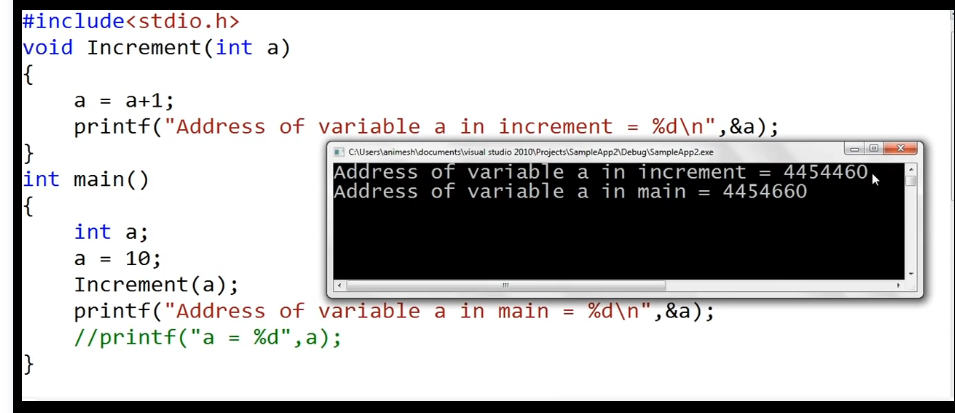 #include<stdio.h>
void Increment(int a)
{
a = a+1;
printf("Address of variable a in increment = %d\n",&a);
}
int main()
{
int a;
a = 10;
Increment(a);
printf("Address of variable a in main = %d\n",&a);
//printf("a = %d",a);
}
C:\Users\animesh\documents\visual studio 2010\Projects\SampleApp2\Debug\SampleApp2.exe
Address of variable a in increment = 4454460
Address of variable a in main = 4454660